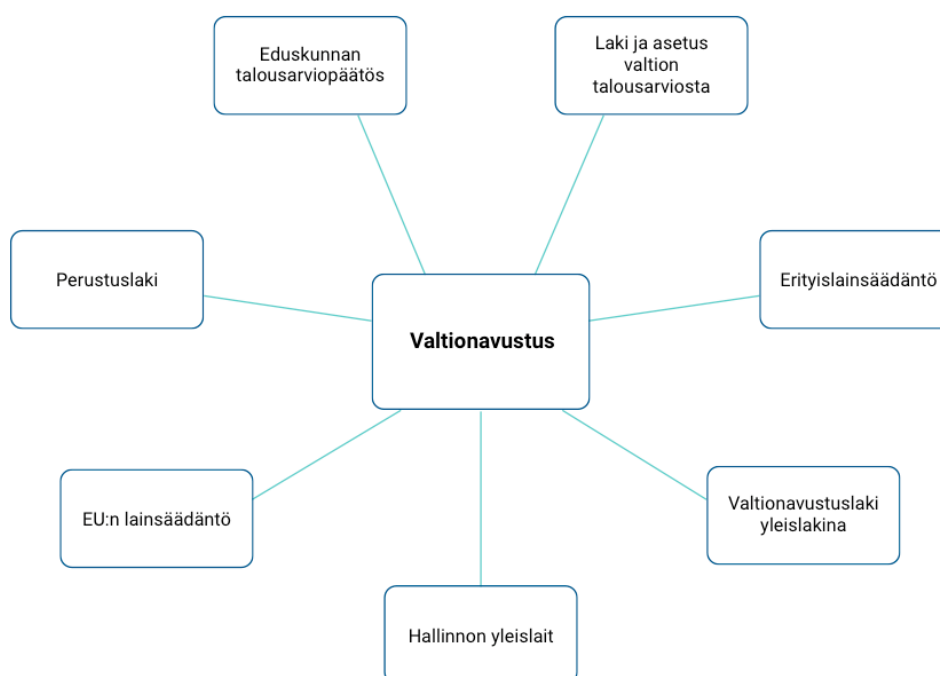 Eduskunnan
talousarviopäätös
Laki ja asetus
valtion
talousarviosta
Perustuslaki
Erityislainsäädäntö
Valtionavustus
EU:n lainsäädäntö
Valtionavustuslaki
yleislakina
Hallinnon yleislait